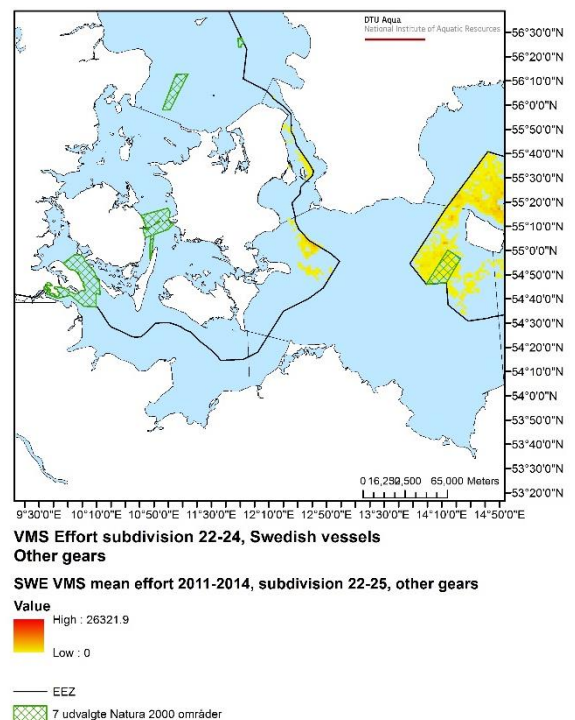 DTU Aqua
National Institute of Aquatic Resources
56°30'0"N
56°20'0"N
56°10'0"N
56°0'0"N
55°50'0"N
55°40'0"N
55°30'0"N
55°20'0"N
55°10'0"N
55°0'0"N
54°50'0"N
54°40'0"N
54°30'0"N
54°20'0"N
54°10'0"N
54°0'0"N
53°50'0"N
53°40'0"N
53°30'0"N
53°20'0"N
0 16,250 32,500 65,000 Meters
9°30'0"E 10°10'0"E 10°50'0"E 11°30'0"E 12°10'0"E 12°50'0"E 13°30'0"E 14°10'0"E 14°50'0"E
VMS Effort subdivision 22-24, Swedish vessels
Other gears
SWE VMS mean effort 2011-2014, subdivision 22-25, other gears
Value
High : 26321.9
Low : 0
EEZ
7 udvalgte Natura 2000 områder